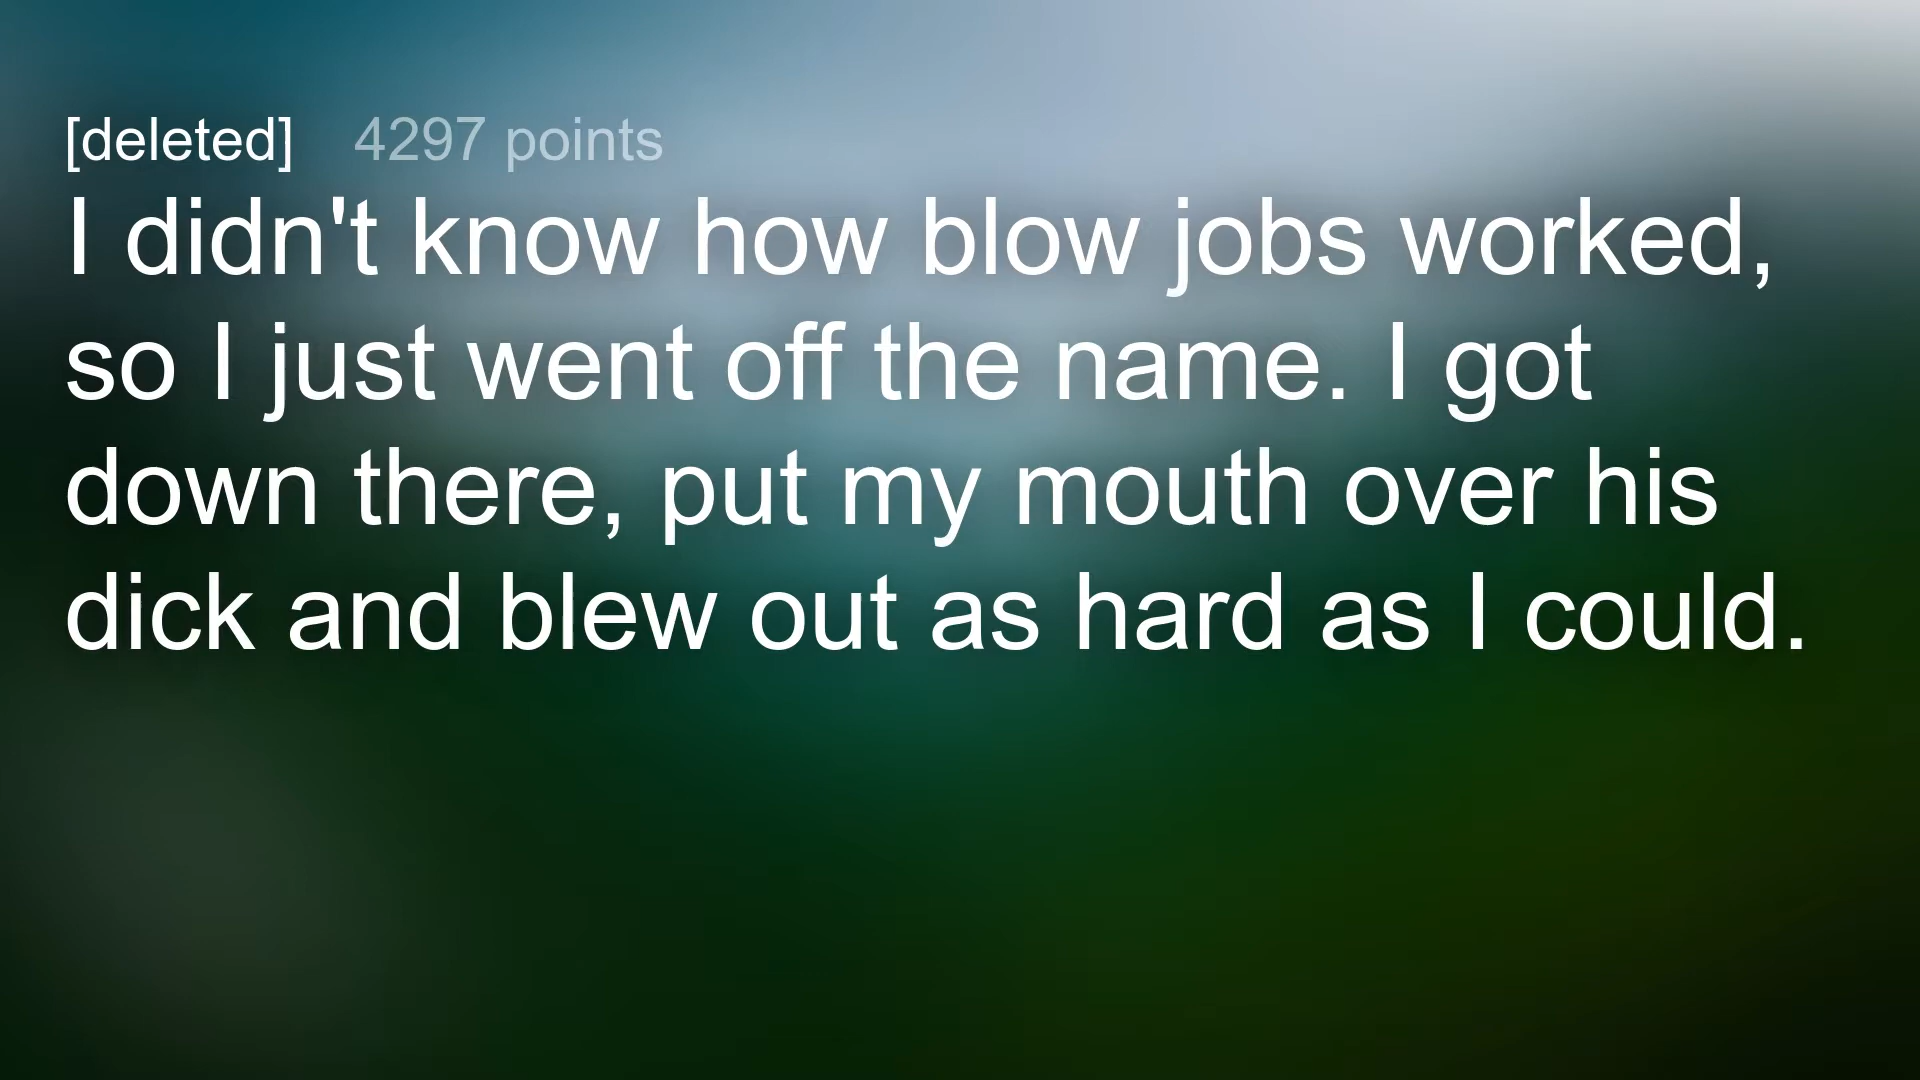 [deleted] 4297 points
I didn't know how blow jobs worked,
so I just went off the name. I got
down there, put my mouth over his
dick and blew out as hard as I could.